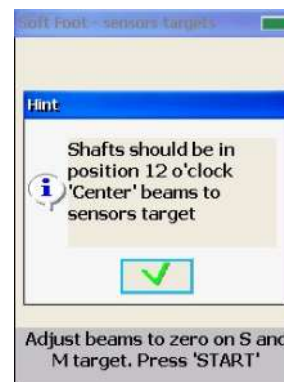 Soft Foot - sensors targets
Hint
Shafts should be in
position 12 o'clock
'Center' beams to
sensors target
Adjust beams to zero on S and
M target. Press 'START'